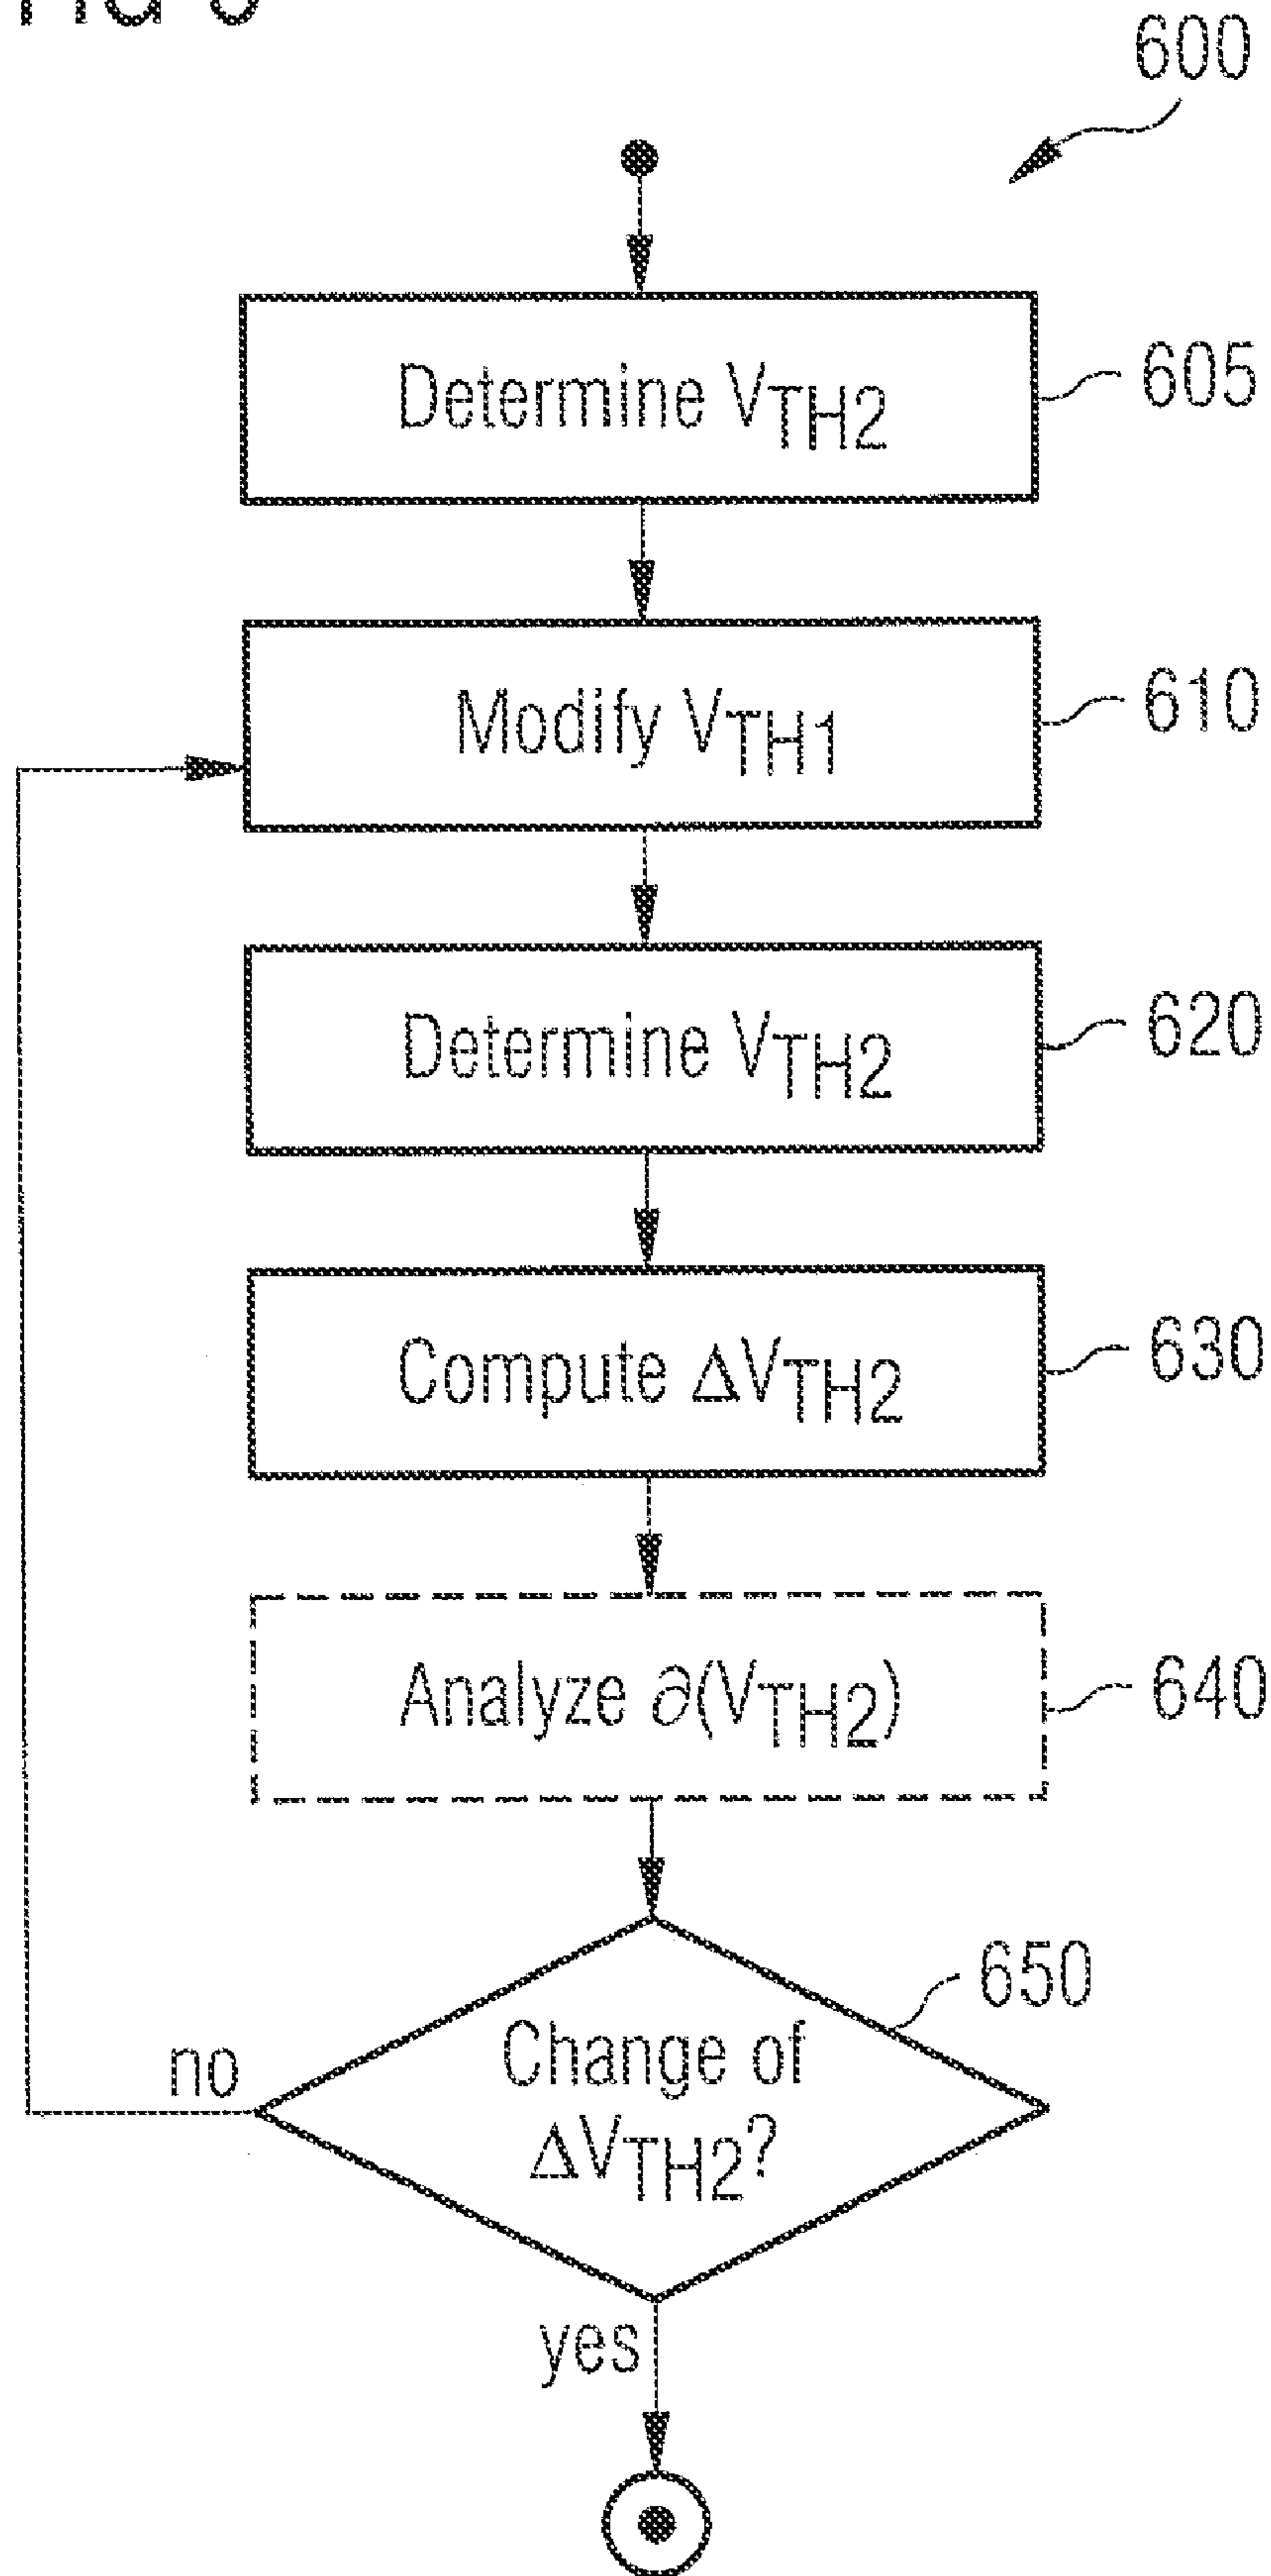 600
Determine VTH2
605
Modify VTH1
610
Determine VTH2
620
Compute ΔVTH2
630
Analyze ∂(VTH2)
640
650
Change of
ΔVTH2?
no
yes